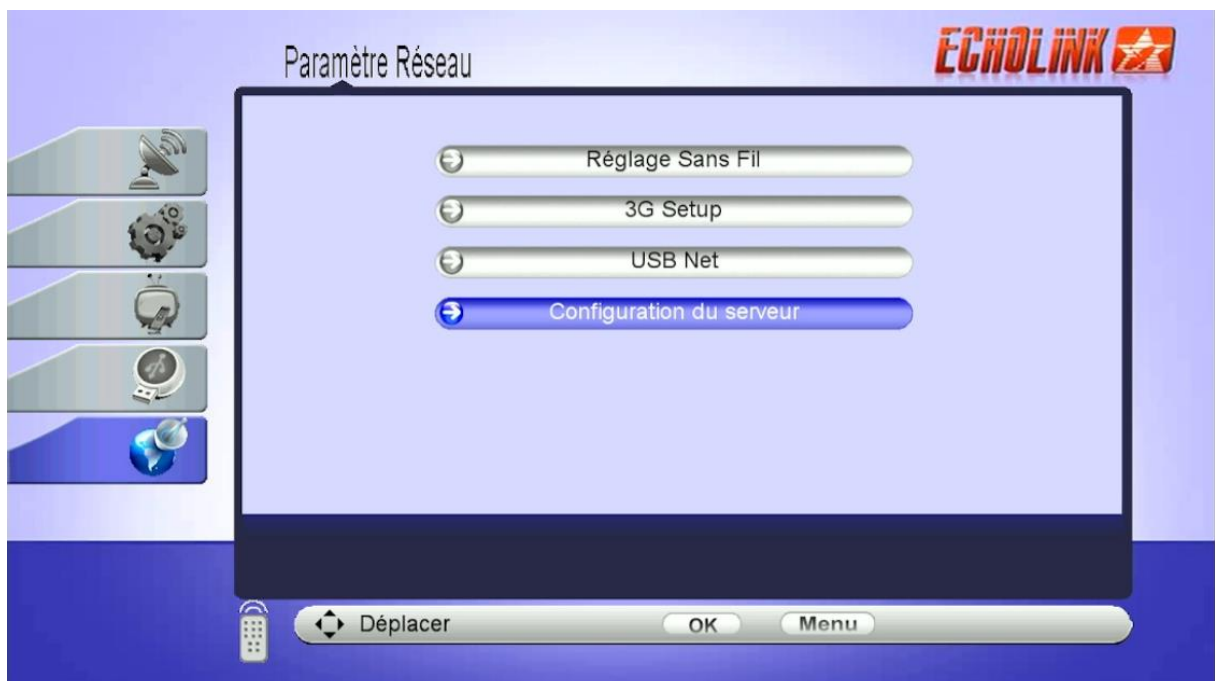 Paramètre Réseau
ECHOLINK
Réglage Sans Fil
3G Setup
USB Net
Configuration du serveur
Déplacer OK Menu